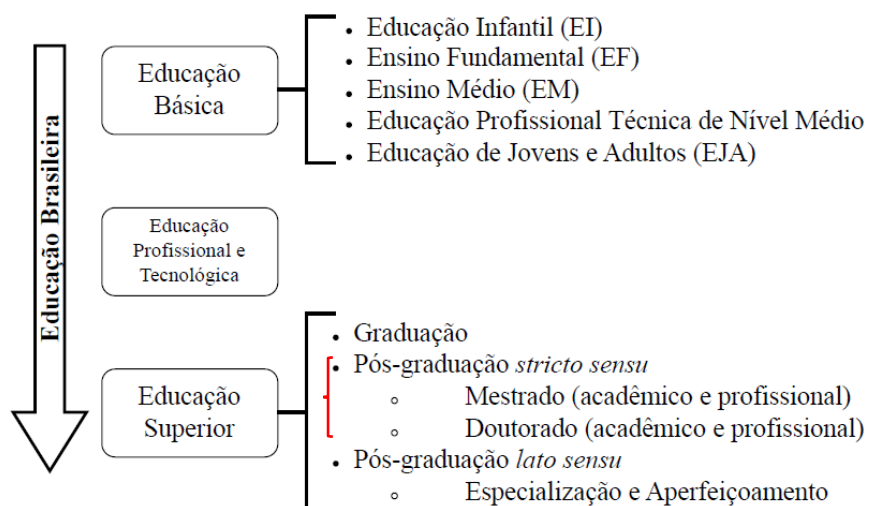 Educação Brasileira
Educação
Básica
• Educação Infantil (EI)
• Ensino Fundamental (EF)
• Ensino Médio (EM)
• Educação Profissional Técnica de Nível Médio
• Educação de Jovens e Adultos (EJA)
Educação
Profissional e
Tecnológica
Educação
Superior
• Graduação
• Pós-graduação stricto sensu
○ Mestrado (acadêmico e profissional)
○ Doutorado (acadêmico e profissional)
• Pós-graduação lato sensu
○ Especialização e Aperfeiçoamento